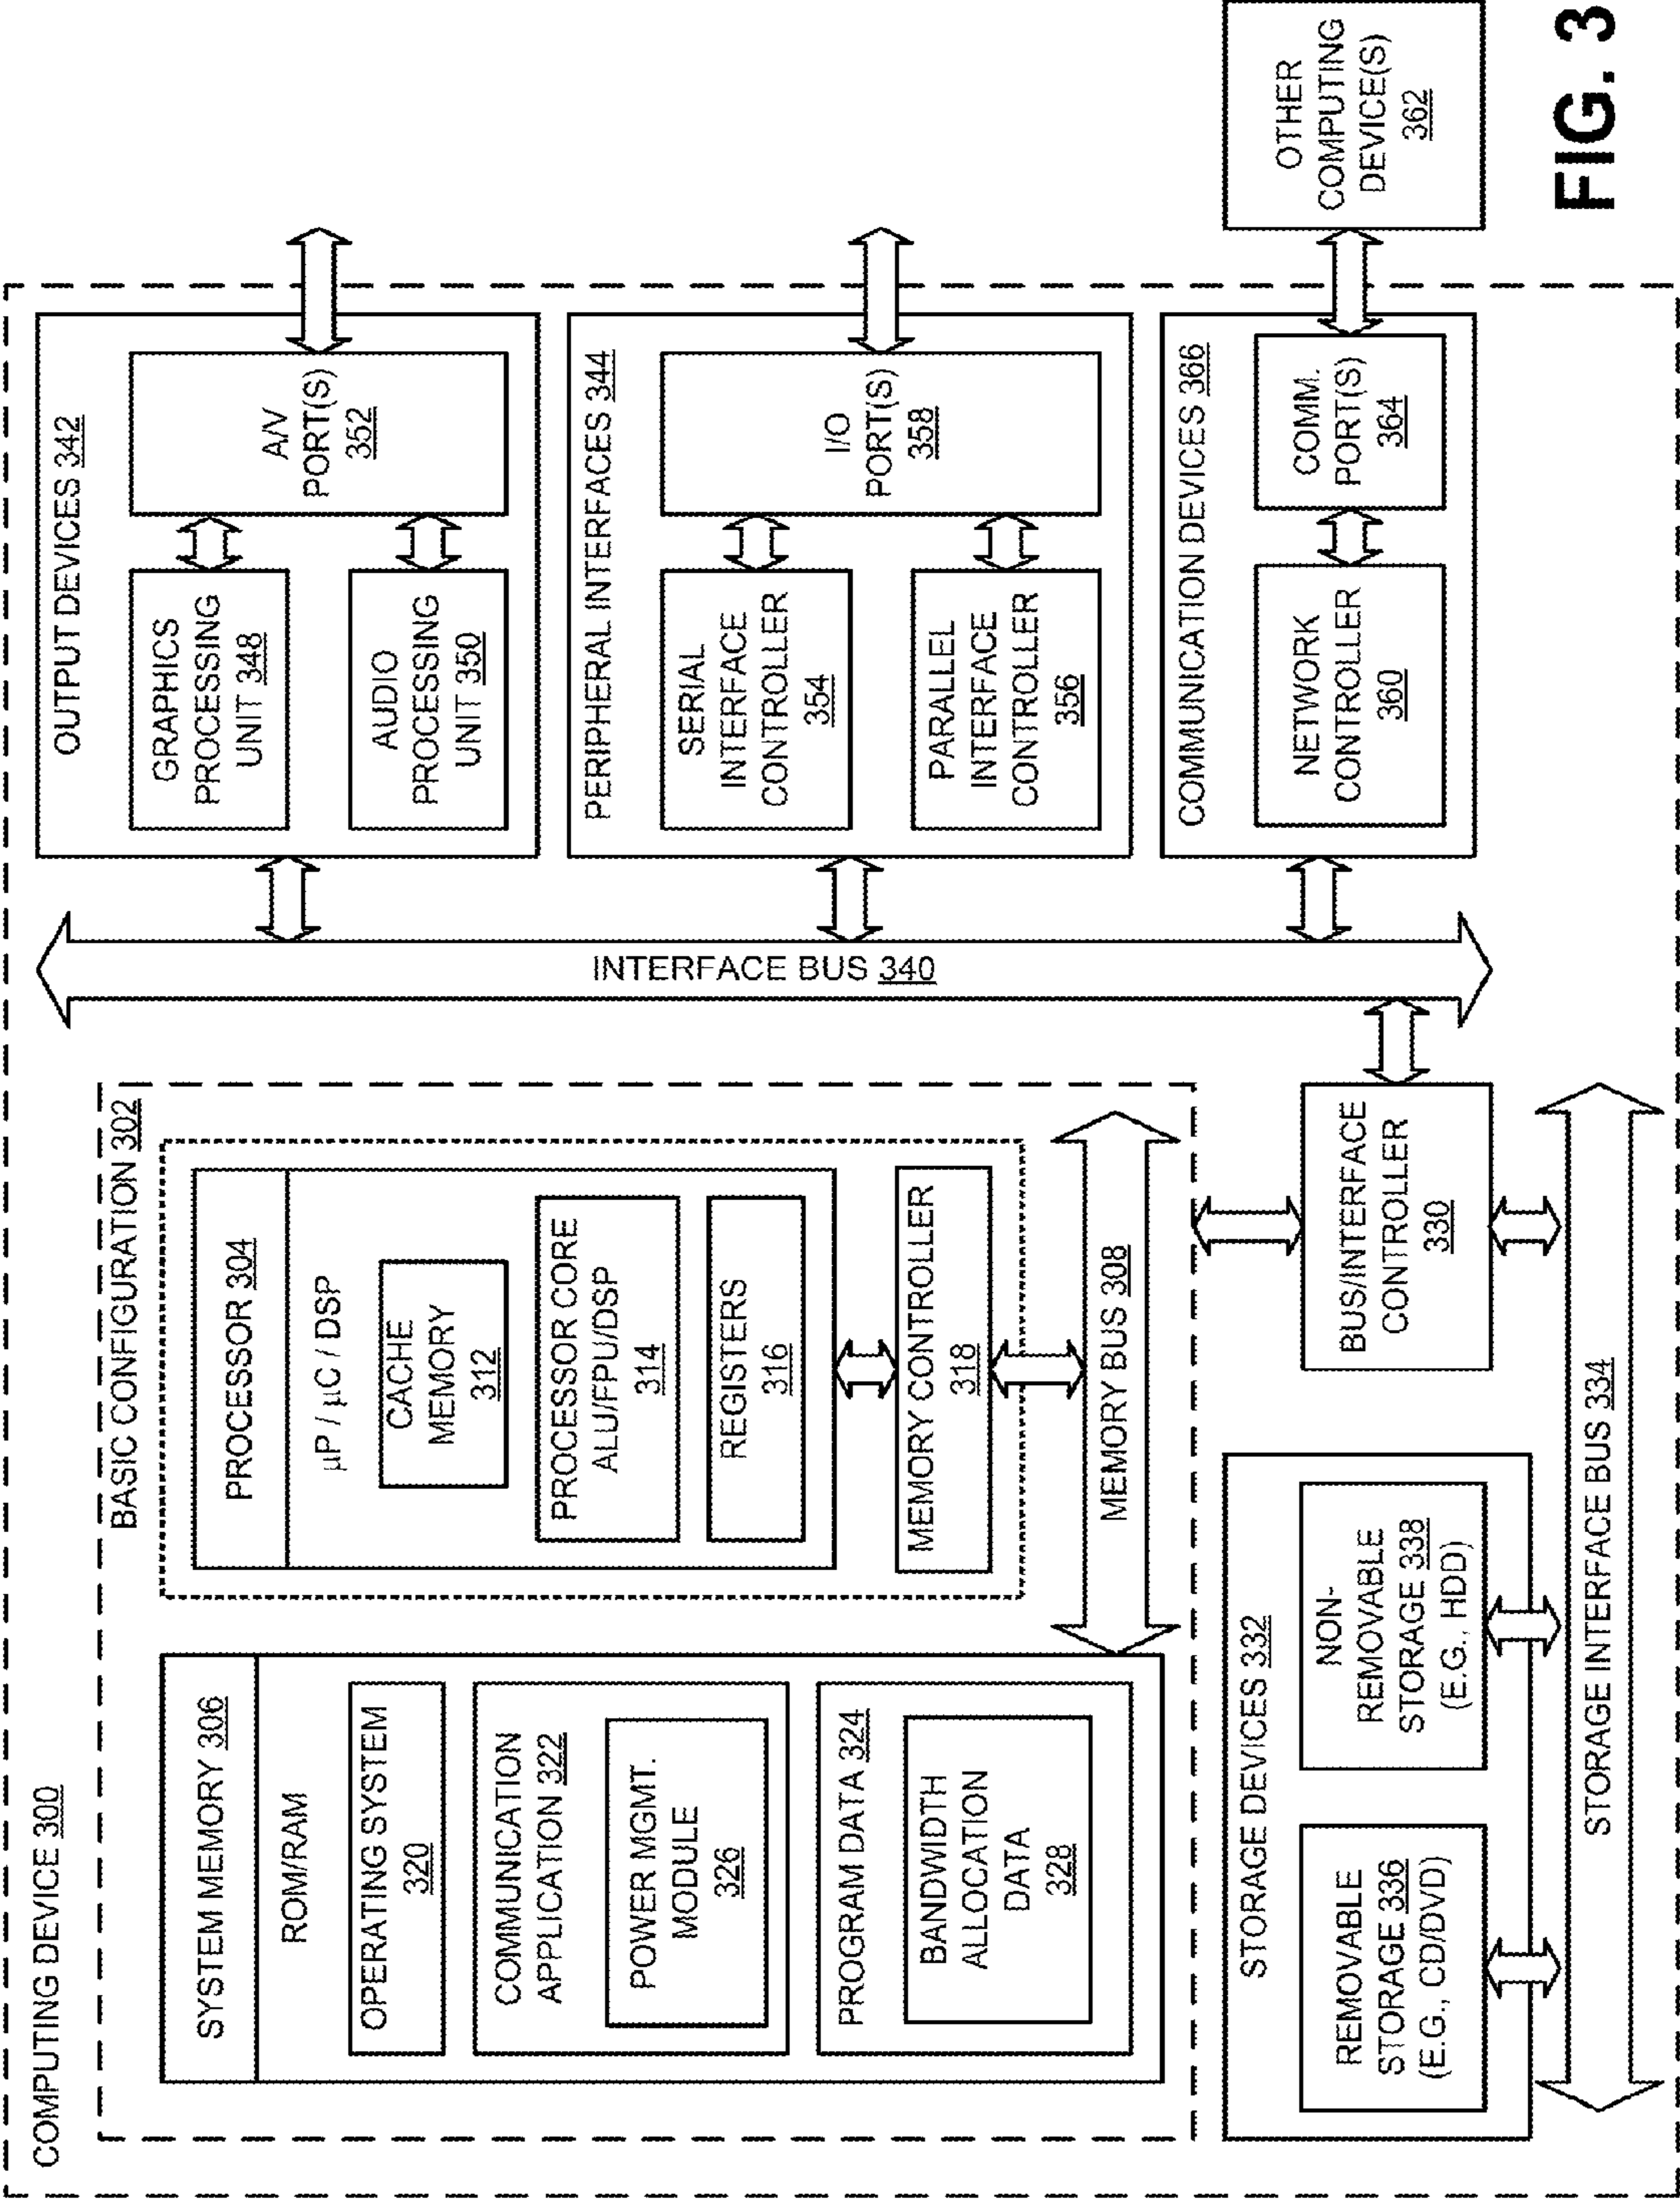 COMPUTING DEVICE 300
BASIC CONFIGURATION 302
SYSTEM MEMORY 306
ROM/RAM
OPERATING SYSTEM
320
COMMUNICATION
APPLICATION 322
POWER MGMT.
MODULE
326
PROGRAM DATA 324
BANDWIDTH
ALLOCATION
DATA
328
PROCESSOR 304
µP / µC / DSP
CACHE
MEMORY
312
PROCESSOR CORE
ALU/FPU/DSP
314
REGISTERS
316
MEMORY CONTROLLER
318
MEMORY BUS 308
BUS/INTERFACE
CONTROLLER
330
STORAGE DEVICES 332
REMOVABLE
STORAGE 336
(E.G., CD/DVD)
NON-
REMOVABLE
STORAGE 338
(E.G., HDD)
STORAGE INTERFACE BUS 334
INTERFACE BUS 340
OUTPUT DEVICES 342
GRAPHICS
PROCESSING
UNIT 348
AUDIO
PROCESSING
UNIT 350
A/V
PORT(S)
352
PERIPHERAL INTERFACES 344
SERIAL
INTERFACE
CONTROLLER
354
PARALLEL
INTERFACE
CONTROLLER
356
I/O
PORT(S)
358
COMMUNICATION DEVICES 366
NETWORK
CONTROLLER
360
COMM.
PORT(S)
364
OTHER
COMPUTING
DEVICE(S)
362
FIG. 3